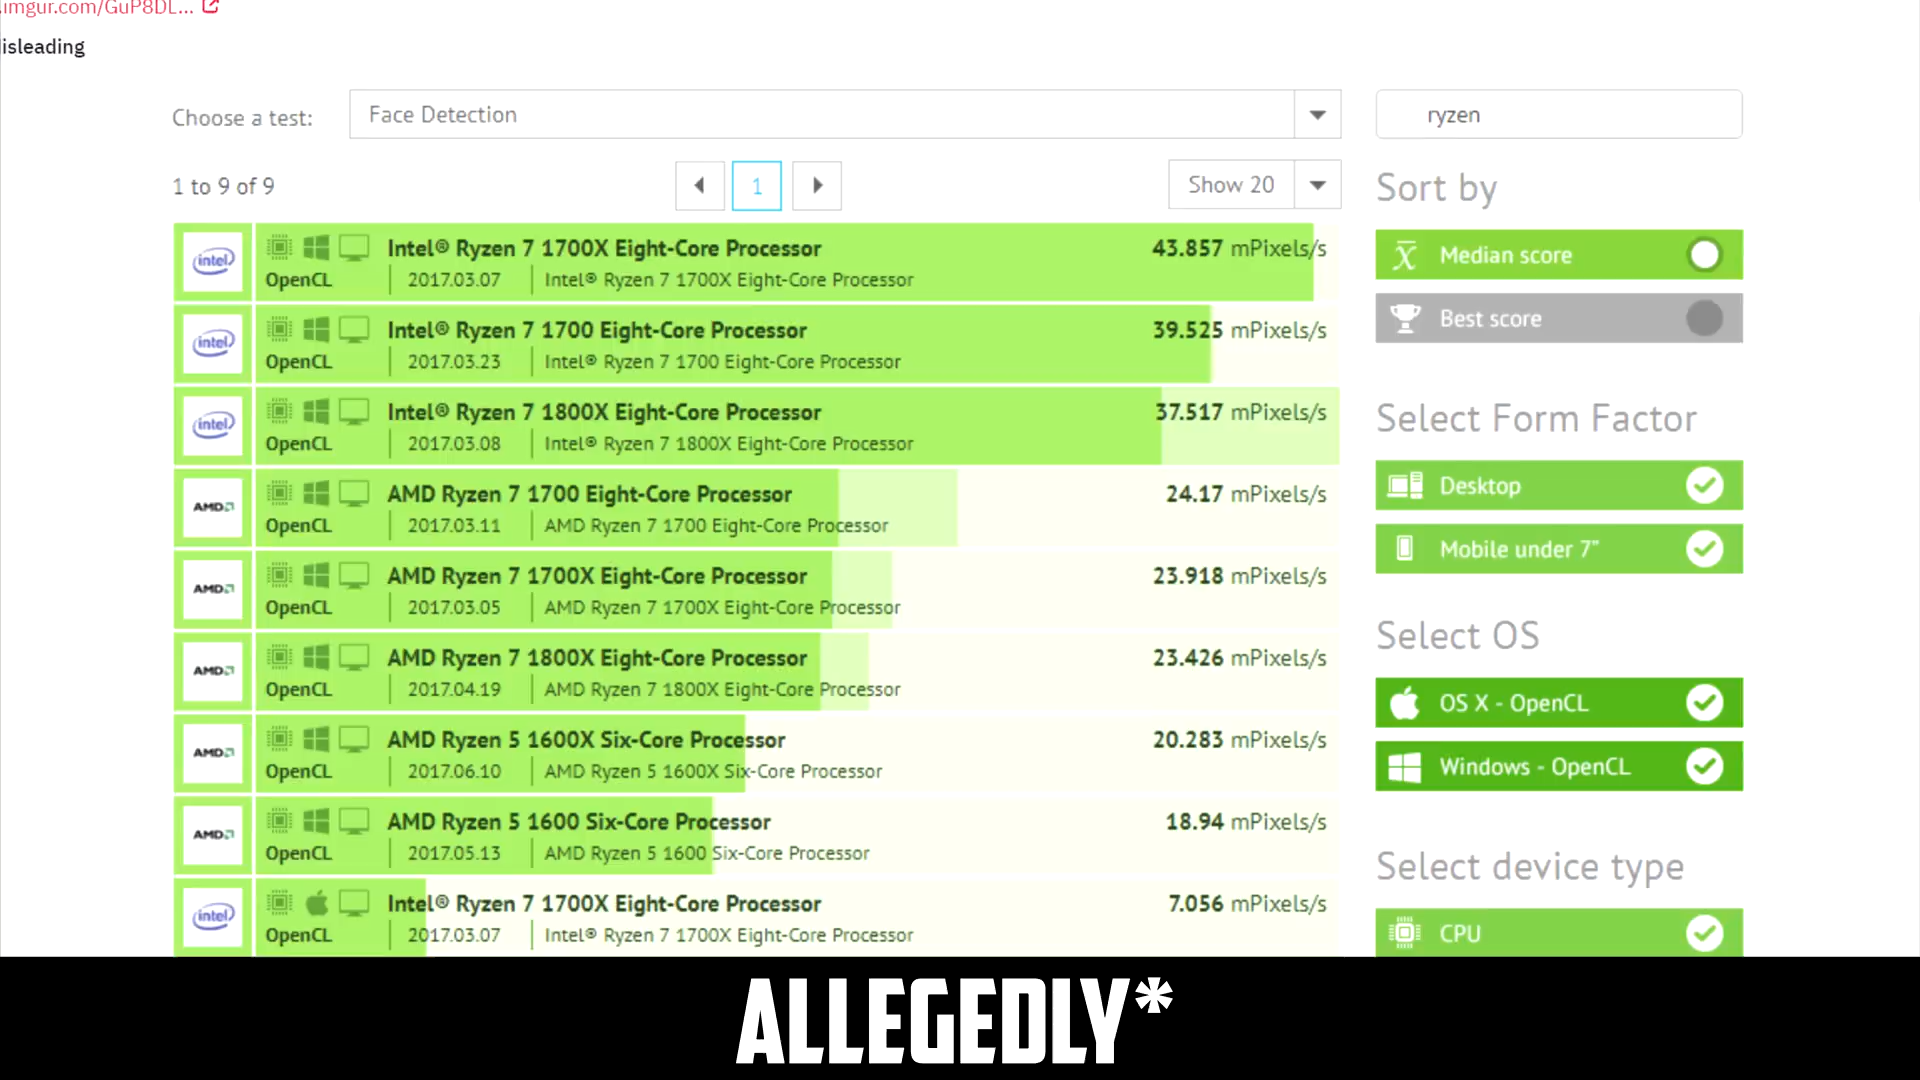 .imgur.com/GuP8DL...
isleading
Choose a test:
Face Detection
ryzen
1 to 9 of 9
1
Show 20
Sort by
intel
Intel® Ryzen 7 1700X Eight-Core Processor
43.857 mPixels/s
OpenCL
2017.03.07
Intel® Ryzen 7 1700X Eight-Core Processor
Median score
intel
Intel® Ryzen 7 1700 Eight-Core Processor
39.525 mPixels/s
OpenCL
2017.03.23
Intel® Ryzen 7 1700 Eight-Core Processor
Best score
intel
Intel® Ryzen 7 1800X Eight-Core Processor
37.517 mPixels/s
OpenCL
2017.03.08
Intel® Ryzen 7 1800X Eight-Core Processor
Select Form Factor
AMD
AMD Ryzen 7 1700 Eight-Core Processor
24.17 mPixels/s
OpenCL
2017.03.11
AMD Ryzen 7 1700 Eight-Core Processor
Desktop
AMD
AMD Ryzen 7 1700X Eight-Core Processor
23.918 mPixels/s
OpenCL
2017.03.05
AMD Ryzen 7 1700X Eight-Core Processor
Mobile under 7"
AMD
AMD Ryzen 7 1800X Eight-Core Processor
23.426 mPixels/s
OpenCL
2017.04.19
AMD Ryzen 7 1800X Eight-Core Processor
Select OS
OS X - OpenCL
AMD
AMD Ryzen 5 1600X Six-Core Processor
20.283 mPixels/s
OpenCL
2017.06.10
AMD Ryzen 5 1600X Six-Core Processor
Windows - OpenCL
AMD
AMD Ryzen 5 1600 Six-Core Processor
18.94 mPixels/s
OpenCL
2017.05.13
AMD Ryzen 5 1600 Six-Core Processor
Select device type
intel
Intel® Ryzen 7 1700X Eight-Core Processor
7.056 mPixels/s
OpenCL
2017.03.07
Intel® Ryzen 7 1700X Eight-Core Processor
CPU
ALLEGEDLY*